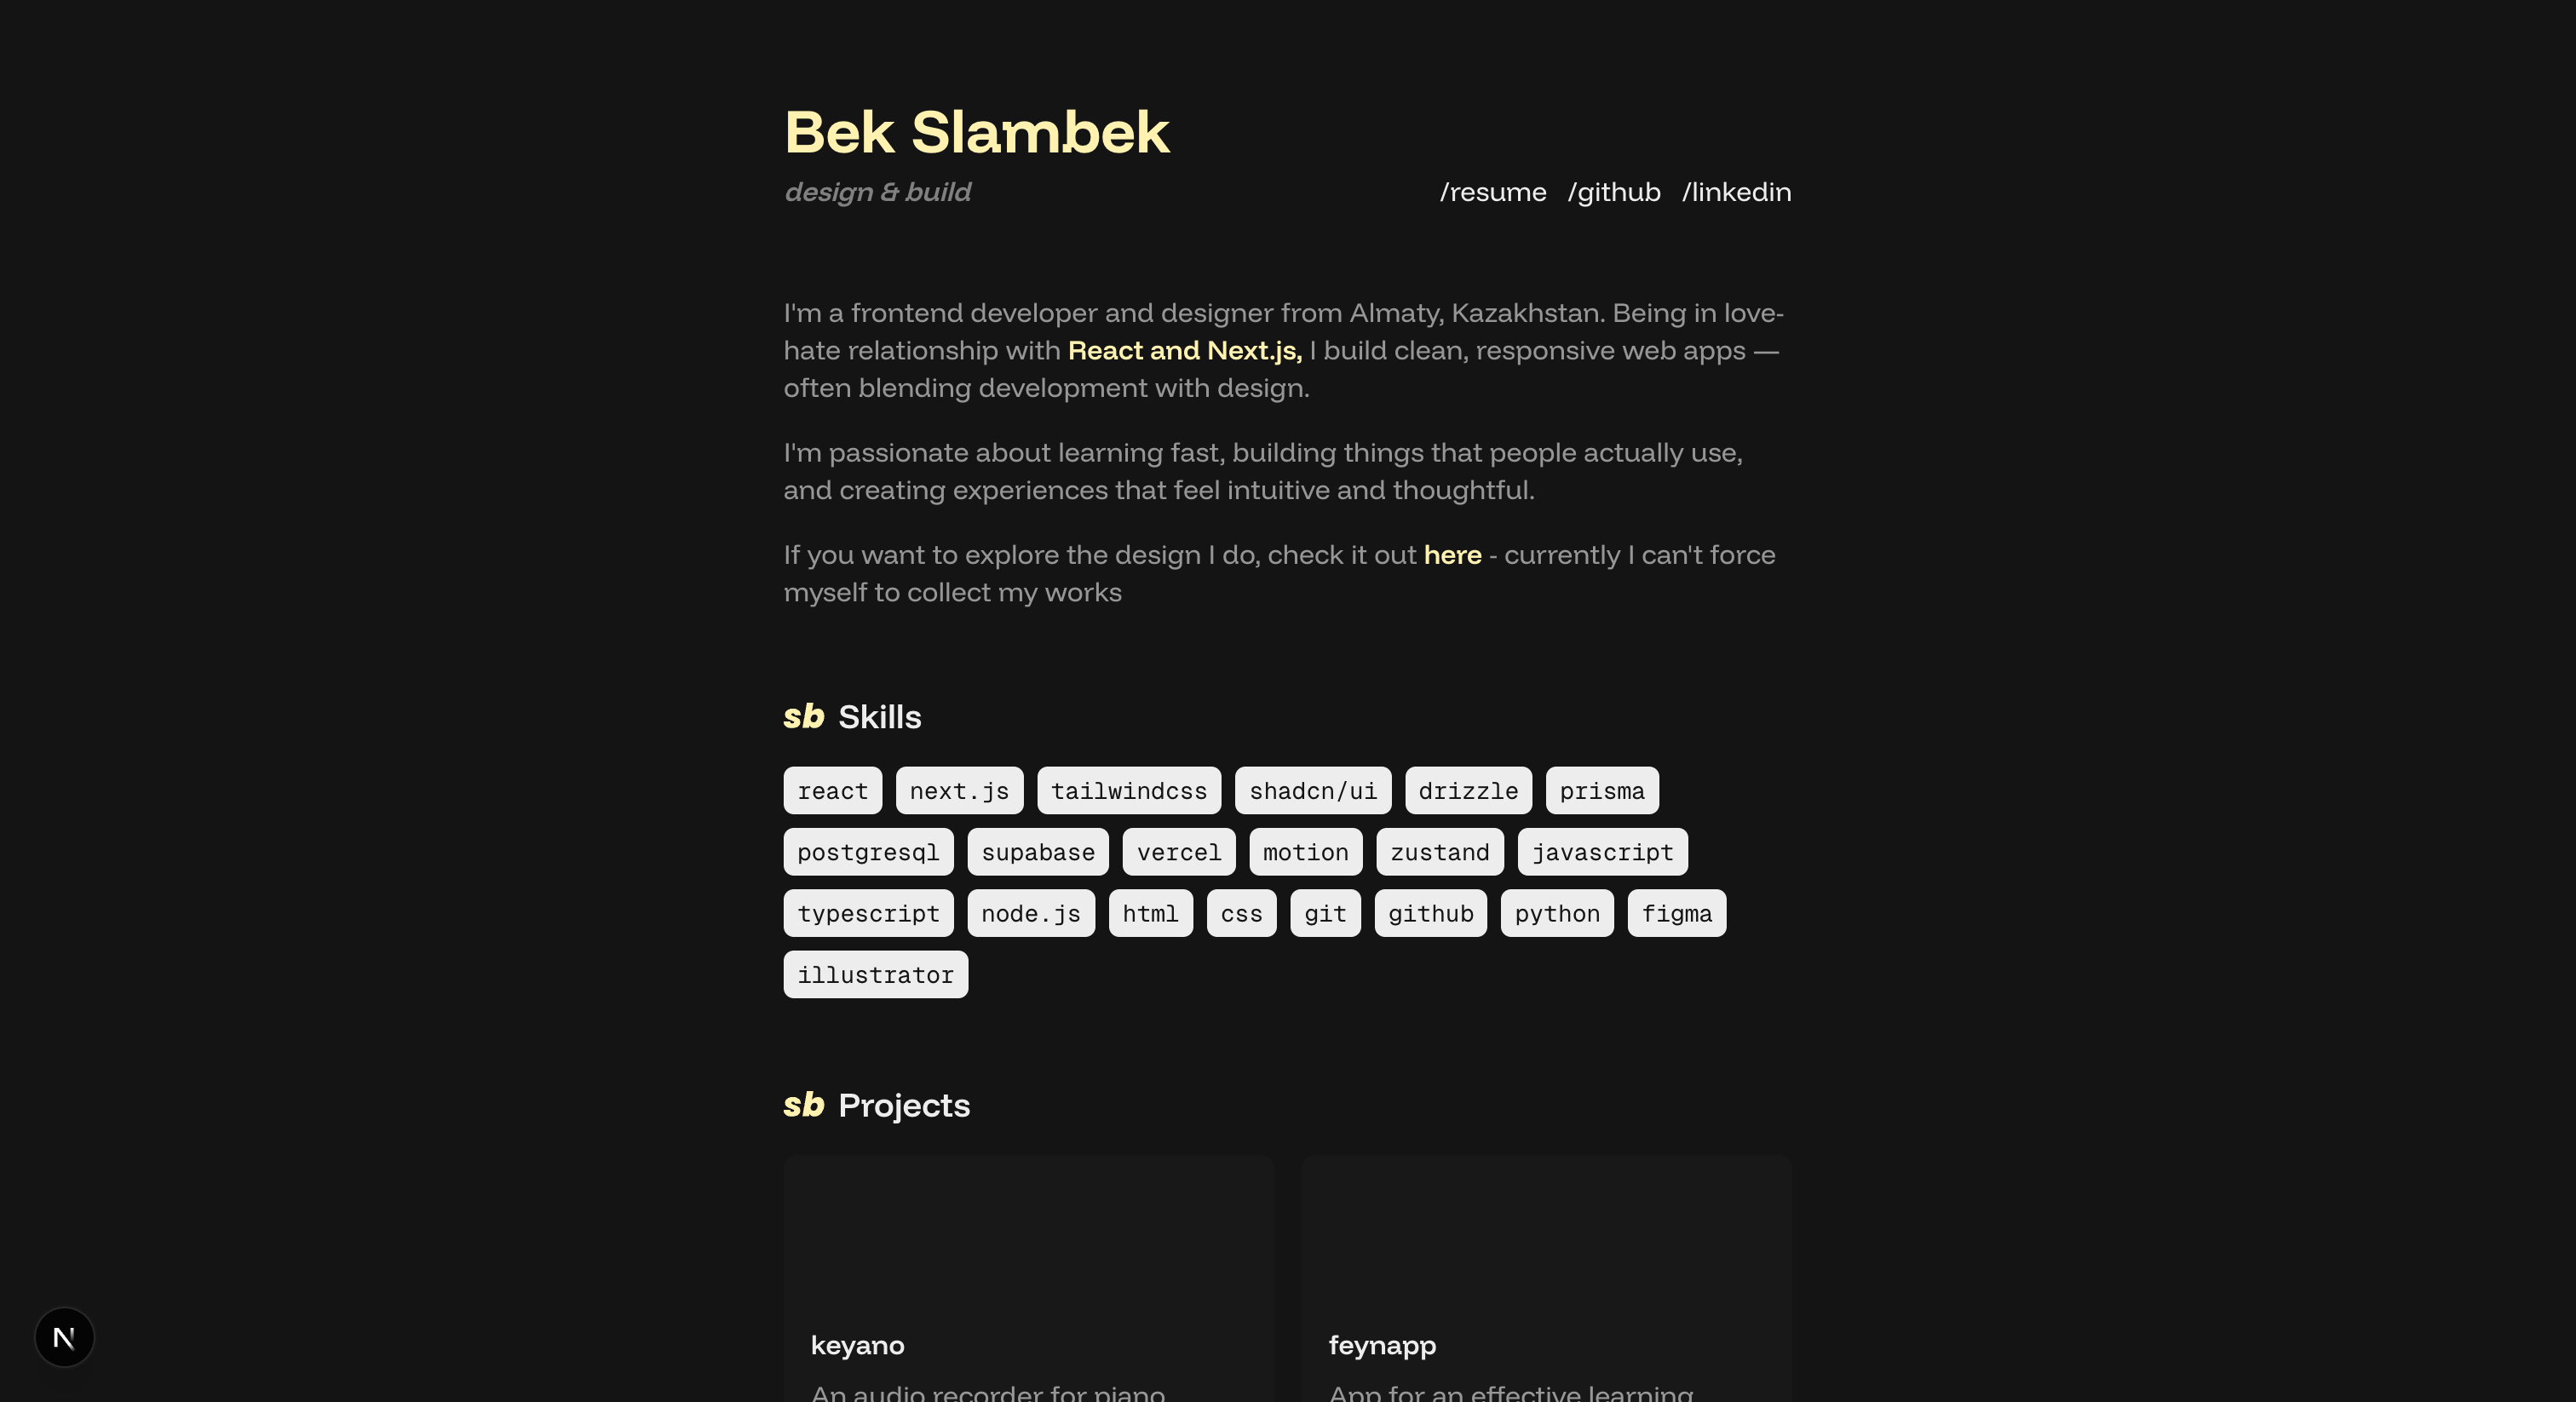 Bek Slambek
design & build
/resume /github /linkedin
I'm a frontend developer and designer from Almaty, Kazakhstan. Being in love-
hate relationship with React and Next.js, I build clean, responsive web apps —
often blending development with design.
I'm passionate about learning fast, building things that people actually use,
and creating experiences that feel intuitive and thoughtful.
If you want to explore the design I do, check it out here - currently I can't force
myself to collect my works
sb Skills
react next.js tailwindcss shadcn/ui drizzle prisma
postgresql supabase vercel motion zustand javascript
typescript node.js html css git github python figma
illustrator
sb Projects
N
keyano
feynapp
An audio recorder for piano
App for an effective learning